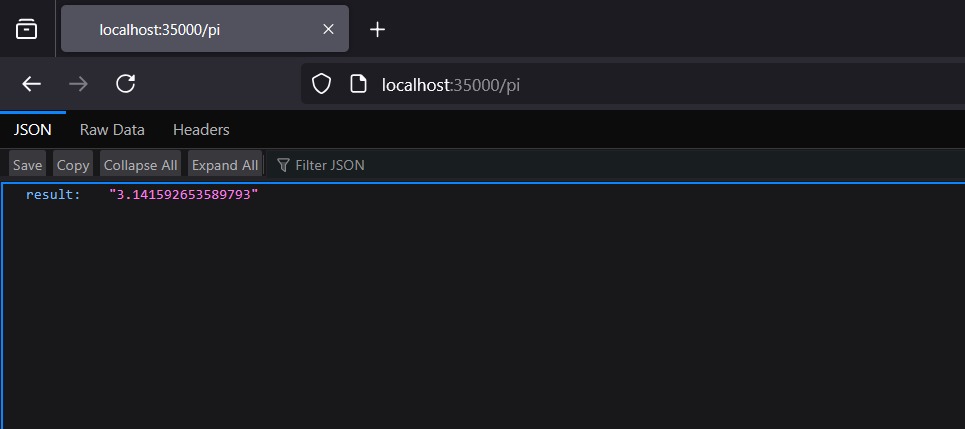 localhost:35000/pi
localhost:35000/pi
JSON Raw Data Headers
Save Copy Collapse All Expand All Filter JSON
result: "3.141592653589793"